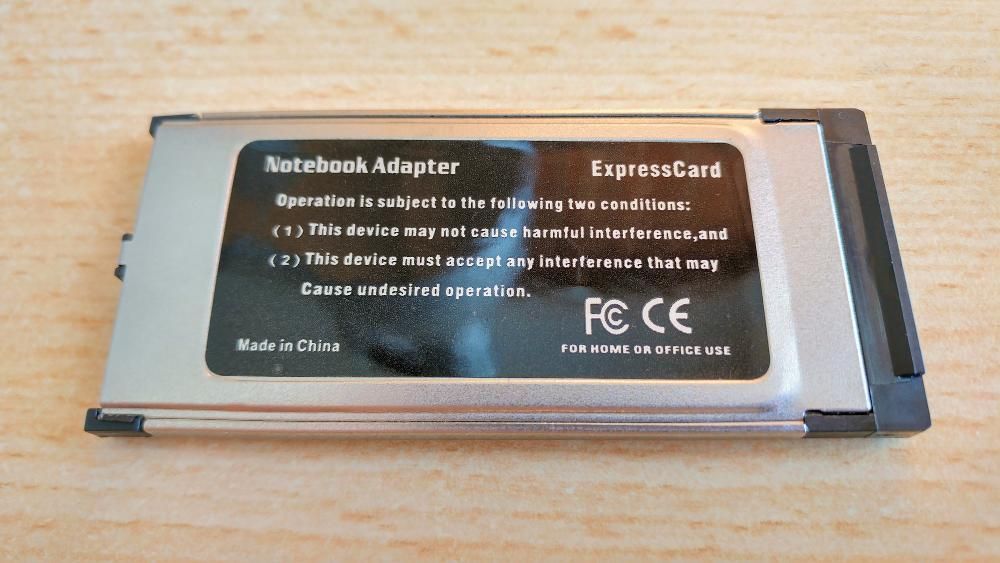 Notebook Adapter ExpressCard
Operation is subject to the following two conditions:
(1) This device may not cause harmful interference,and
(2) This device must accept any interference that may
Cause undesired operation.
FC CE
Made in China
FOR HOME OR OFFICE USE